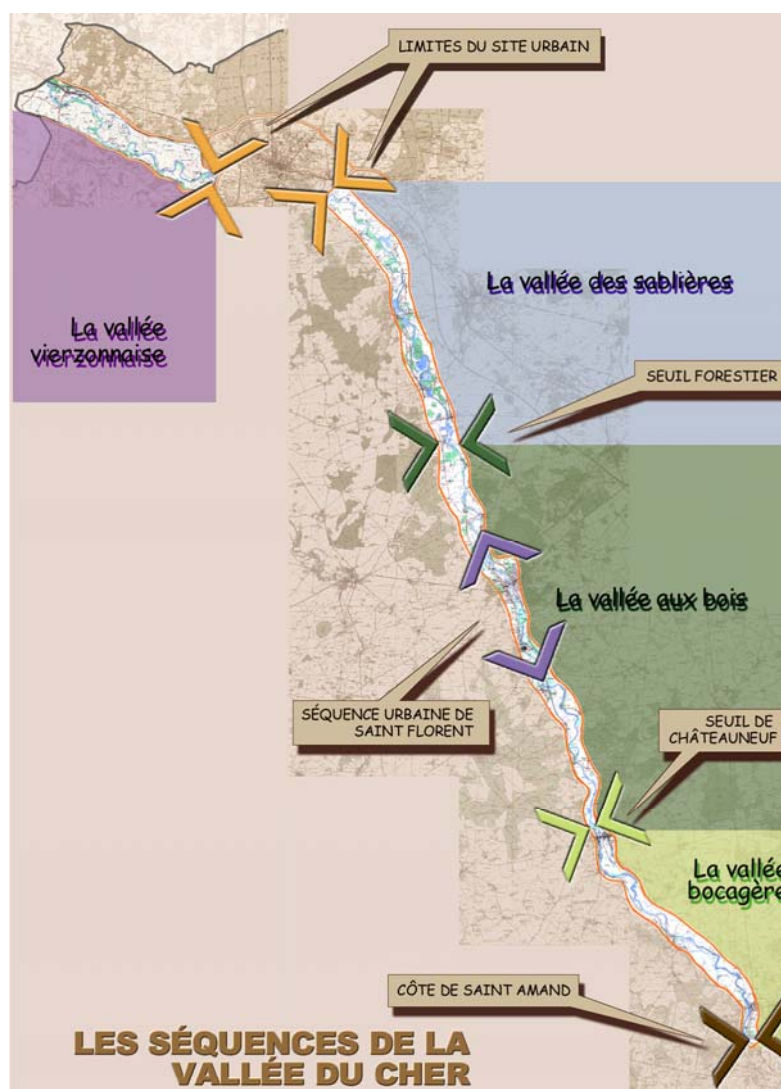 LIMITES DU SITE URBAIN
La vallée des sablières
La vallée
vierzonnaise
SEUIL FORESTIER
La vallée aux bois
SÉQUENCE URBAINE DE
SAINT FLORENT
SEUIL DE
CHÂTEAUNEUF
La vallée
bocagère
CÔTE DE SAINT AMAND
LES SÉQUENCES DE LA
VALLÉE DU CHER